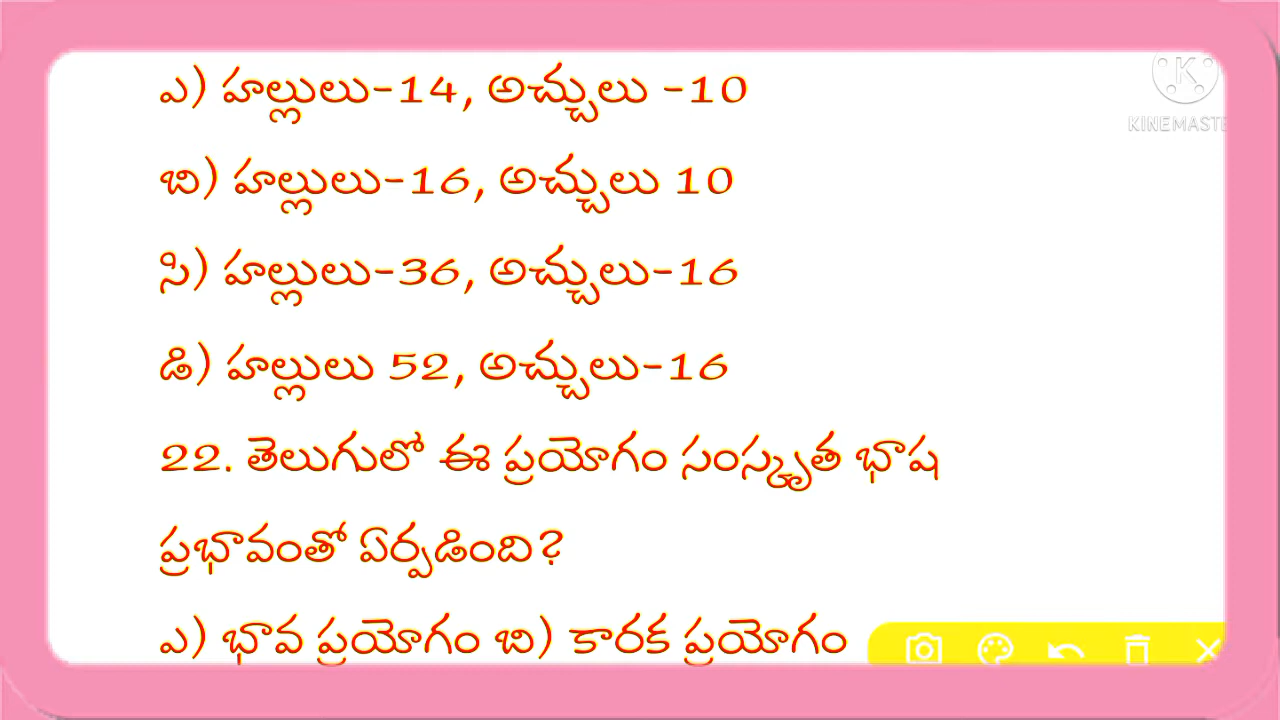 ఎ) హల్లులు-14, అచ్చులు -10
KINEMASTE
బి) హల్లులు-16, అచ్చులు 10
సి) హల్లులు-36, అచ్చులు-16
డి) హల్లులు 52, అచ్చులు-16
22. తెలుగులో ఈ ప్రయోగం సంస్కృత భాష
ప్రభావంతో ఏర్పడింది?
ఎ) భావ ప్రయోగం బి) కారక ప్రయోగం